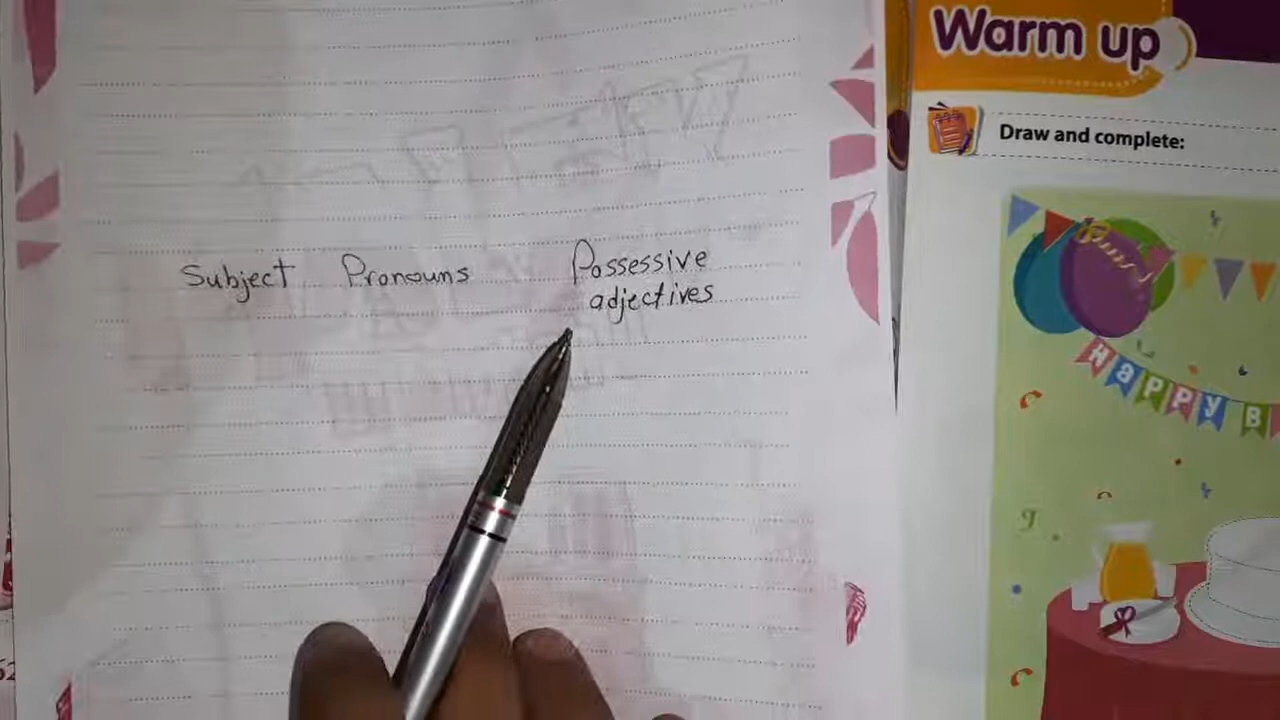 Subject Pronouns
Possessive
adjectives
Warm up
Draw and complete:
HAPPY B